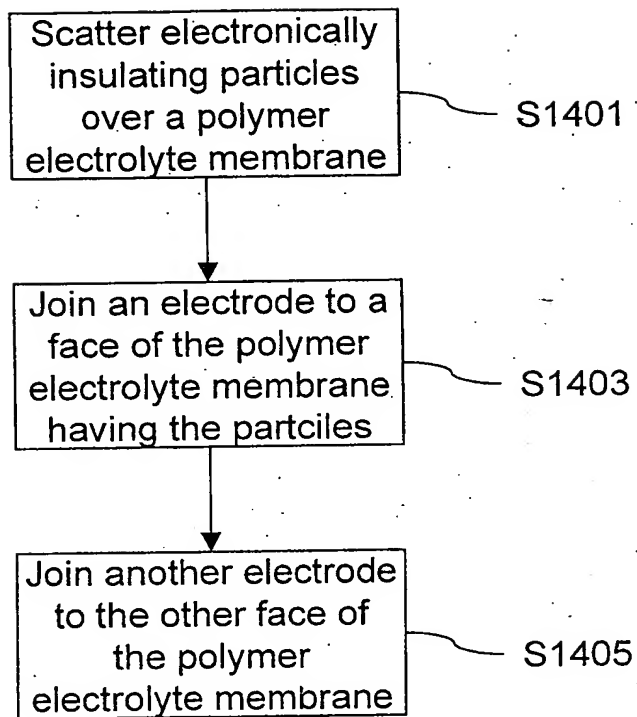 Scatter electronically
insulating particles
over a polymer
electrolyte membrane
S1401
Join an electrode to a
face of the polymer
electrolyte membrane
having the partciles
S1403
Join another electrode
to the other face of
the polymer
electrolyte membrane
S1405